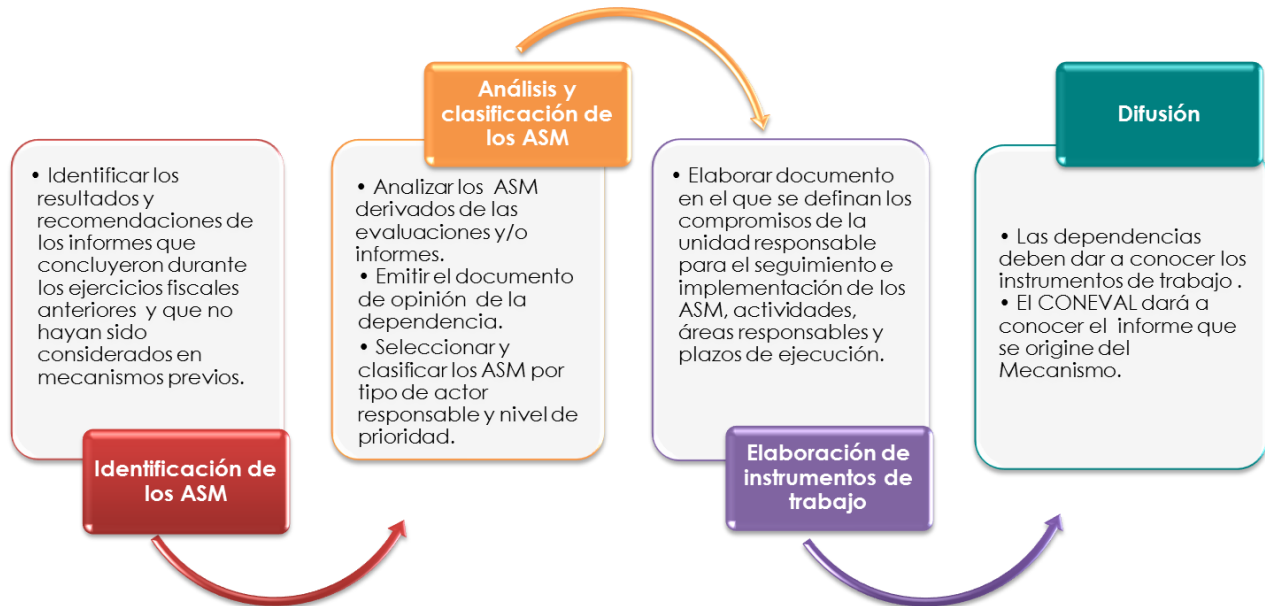 • Identificar los
resultados y
recomendaciones de
los informes que
concluyeron durante
los ejercicios fiscales
anteriores y que no
hayan sido
considerados en
mecanismos previos.
Identificación de
los ASM
Análisis y
clasificación de
los ASM
• Analizar los ASM
derivados de las
evaluaciones y/o
informes.
• Emitir el documento
de opinión de la
dependencia.
• Seleccionar y
clasificar los ASM por
tipo de actor
responsable y nivel de
prioridad.
• Elaborar documento
en el que se definan los
compromisos de la
unidad responsable
para el seguimiento e
implementación de los
ASM, actividades,
áreas responsables y
plazos de ejecución.
Elaboración de
instrumentos de
trabajo
Difusión
• Las dependencias
deben dar a conocer los
instrumentos de trabajo .
• El CONEVAL dará a
conocer el informe que
se origine del
Mecanismo.